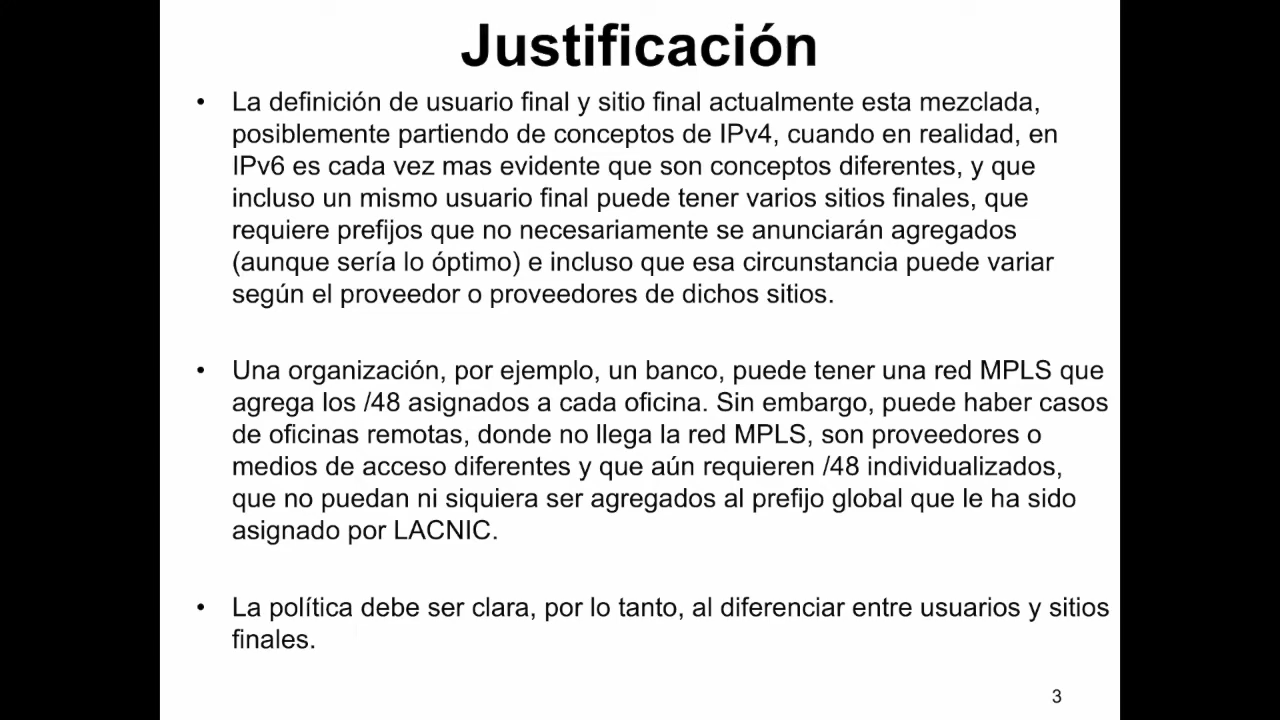 Justificación
• La definición de usuario final y sitio final actualmente esta mezclada,
posiblemente partiendo de conceptos de IPv4, cuando en realidad, en
IPv6 es cada vez mas evidente que son conceptos diferentes, y que
incluso un mismo usuario final puede tener varios sitios finales, que
requiere prefijos que no necesariamente se anunciarán agregados
(aunque sería lo óptimo) e incluso que esa circunstancia puede variar
según el proveedor o proveedores de dichos sitios.
• Una organización, por ejemplo, un banco, puede tener una red MPLS que
agrega los /48 asignados a cada oficina. Sin embargo, puede haber casos
de oficinas remotas, donde no llega la red MPLS, son proveedores o
medios de acceso diferentes y que aún requieren /48 individualizados,
que no puedan ni siquiera ser agregados al prefijo global que le ha sido
asignado por LACNIC.
• La política debe ser clara, por lo tanto, al diferenciar entre usuarios y sitios
finales.
3